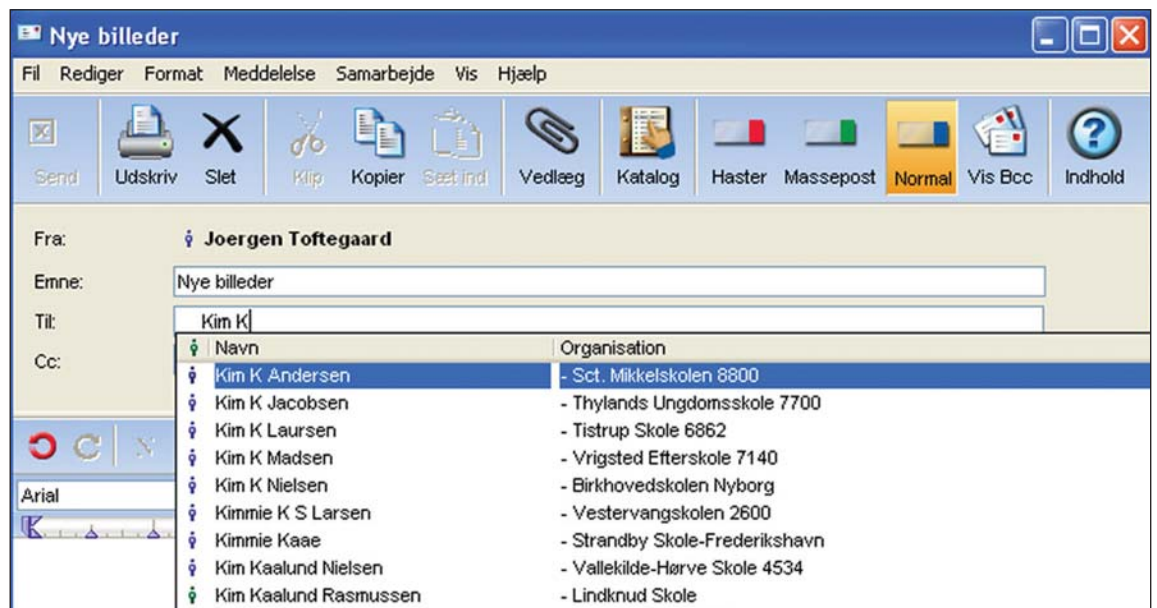 Nye billeder
Fil Rediger Format Meddelelse Samarbejde Vis Hjælp
Send Udskriv Slet Klip Kopier Sæt ind Vedlæg Katalog Haster Massepost Normal Vis Bcc Indhold
Fra: Joergen Toftegaard
Emne: Nye billeder
Til: Kim K
Cc:
Navn Organisation
Kim K Andersen - Sct. Mikkelskolen 8800
Kim K Jacobsen - Thylands Ungdomsskole 7700
Kim K Laursen - Tistrup Skole 6862
Kim K Madsen - Vrigsted Efterskole 7140
Kim K Nielsen - Birkhovedskolen Nyborg
Arial
Kimmie K S Larsen - Vestervangskolen 2600
Kimmie Kaae - Strandby Skole-Frederikshavn
Kim Kaalund Nielsen - Vallekilde-Hørve Skole 4534
Kim Kaalund Rasmussen - Lindknud Skole